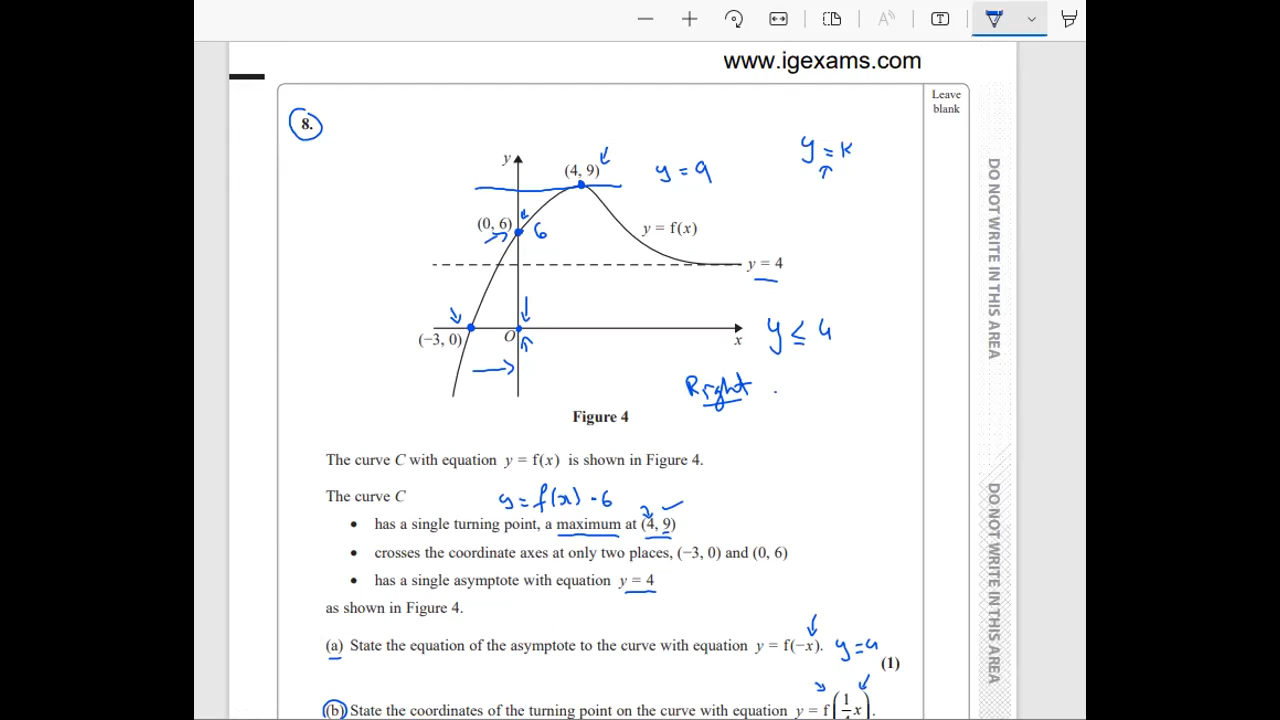 www.igexams.com
Leave
blank
8.
y
(4, 9)
y = 9
y = k
(0, 6)
6
y = f(x)
y = 4
(−3, 0)
O
x
y ≤ 4
Right
Figure 4
The curve C with equation y = f(x) is shown in Figure 4.
The curve C
y = f(x) - 6
• has a single turning point, a maximum at (4, 9)
• crosses the coordinate axes at only two places, (−3, 0) and (0, 6)
• has a single asymptote with equation y = 4
as shown in Figure 4.
(a) State the equation of the asymptote to the curve with equation y = f(−x). y = 4
(1)
(b) State the coordinates of the turning point on the curve with equation y = f(1/4 x).
DO NOT WRITE IN THIS AREA
DO NOT WRITE IN THIS AREA